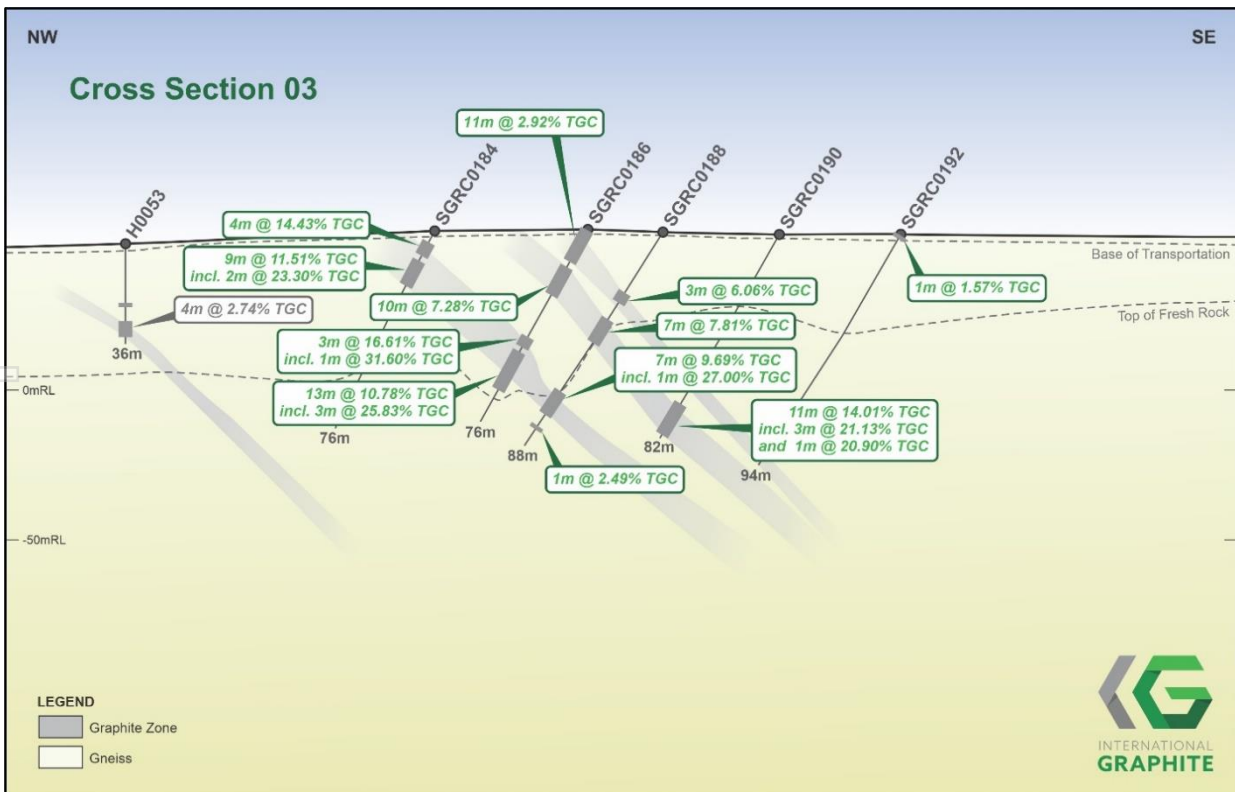 NW
SE
Cross Section 03
11m @ 2.92% TGC
H0053
SGRC0184
SGRC0186
SGRC0188
SGRC0190
SGRC0192
4m @ 14.43% TGC
9m @ 11.51% TGC
incl. 2m @ 23.30% TGC
Base of Transportation
1m @ 1.57% TGC
3m @ 6.06% TGC
10m @ 7.28% TGC
4m @ 2.74% TGC
Top of Fresh Rock
7m @ 7.81% TGC
36m
3m @ 16.61% TGC
incl. 1m @ 31.60% TGC
7m @ 9.69% TGC
incl. 1m @ 27.00% TGC
0mRL
13m @ 10.78% TGC
incl. 3m @ 25.83% TGC
11m @ 14.01% TGC
incl. 3m @ 21.13% TGC
and 1m @ 20.90% TGC
76m
76m
88m
82m
94m
1m @ 2.49% TGC
-50mRL
LEGEND
Graphite Zone
Gneiss
INTERNATIONAL
GRAPHITE